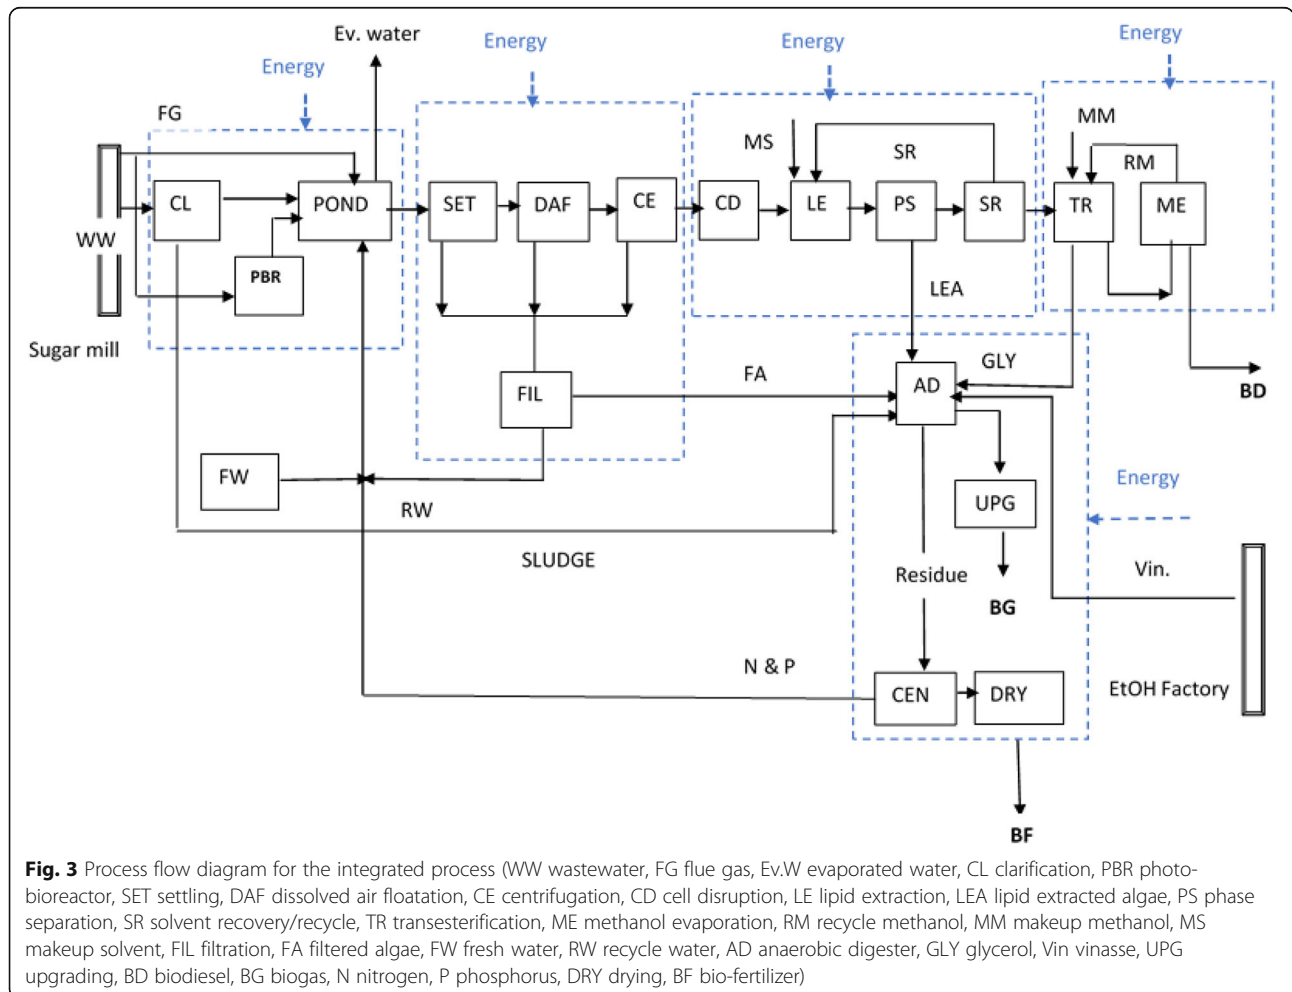 Ev. water
Energy
Energy
Energy
Energy
FG
MM
MS
SR
RM
CL
POND
SET
DAF
CE
CD
LE
PS
SR
TR
ME
WW
PBR
LEA
Sugar mill
FA
GLY
AD
BD
FIL
FW
RW
UPG
Energy
SLUDGE
Residue
Vin.
BG
N & P
CEN
DRY
EtOH Factory
BF
Fig. 3 Process flow diagram for the integrated process (WW wastewater, FG flue gas, Ev.W evaporated water, CL clarification, PBR photo-
bioreactor, SET settling, DAF dissolved air floatation, CE centrifugation, CD cell disruption, LE lipid extraction, LEA lipid extracted algae, PS phase
separation, SR solvent recovery/recycle, TR transesterification, ME methanol evaporation, RM recycle methanol, MM makeup methanol, MS
makeup solvent, FIL filtration, FA filtered algae, FW fresh water, RW recycle water, AD anaerobic digester, GLY glycerol, Vin vinasse, UPG
upgrading, BD biodiesel, BG biogas, N nitrogen, P phosphorus, DRY drying, BF bio-fertilizer)